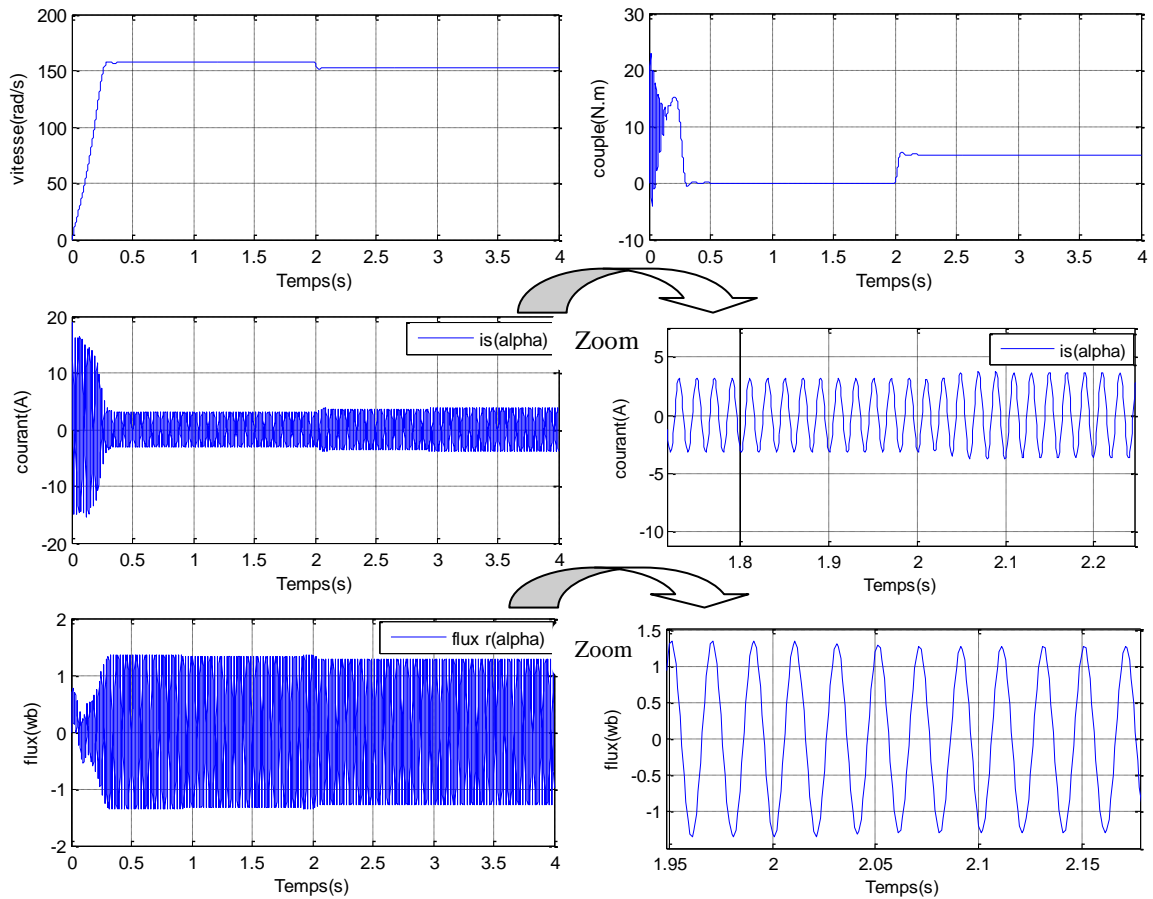 200
150
100
50
0
vitesse(rad/s)
0 0.5 1 1.5 2 2.5 3 3.5 4
Temps(s)
30
20
10
0
-10
couple(N.m)
0 0.5 1 1.5 2 2.5 3 3.5 4
Temps(s)
20
10
0
-10
-20
courant(A)
is(alpha)
0 0.5 1 1.5 2 2.5 3 3.5 4
Temps(s)
Zoom
5
0
-5
-10
courant(A)
is(alpha)
1.8 1.9 2 2.1 2.2
Temps(s)
2
1
0
-1
-2
flux(wb)
flux r(alpha)
0 0.5 1 1.5 2 2.5 3 3.5 4
Temps(s)
Zoom
1.5
1
0.5
0
-0.5
-1
flux(wb)
1.95 2 2.05 2.1 2.15
Temps(s)